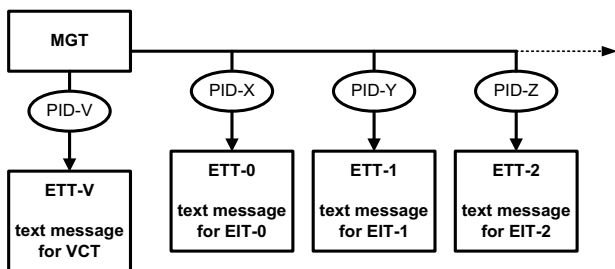 MGT
PID-V
PID-X
PID-Y
PID-Z
ETT-V
text message
for VCT
ETT-0
text message
for EIT-0
ETT-1
text message
for EIT-1
ETT-2
text message
for EIT-2